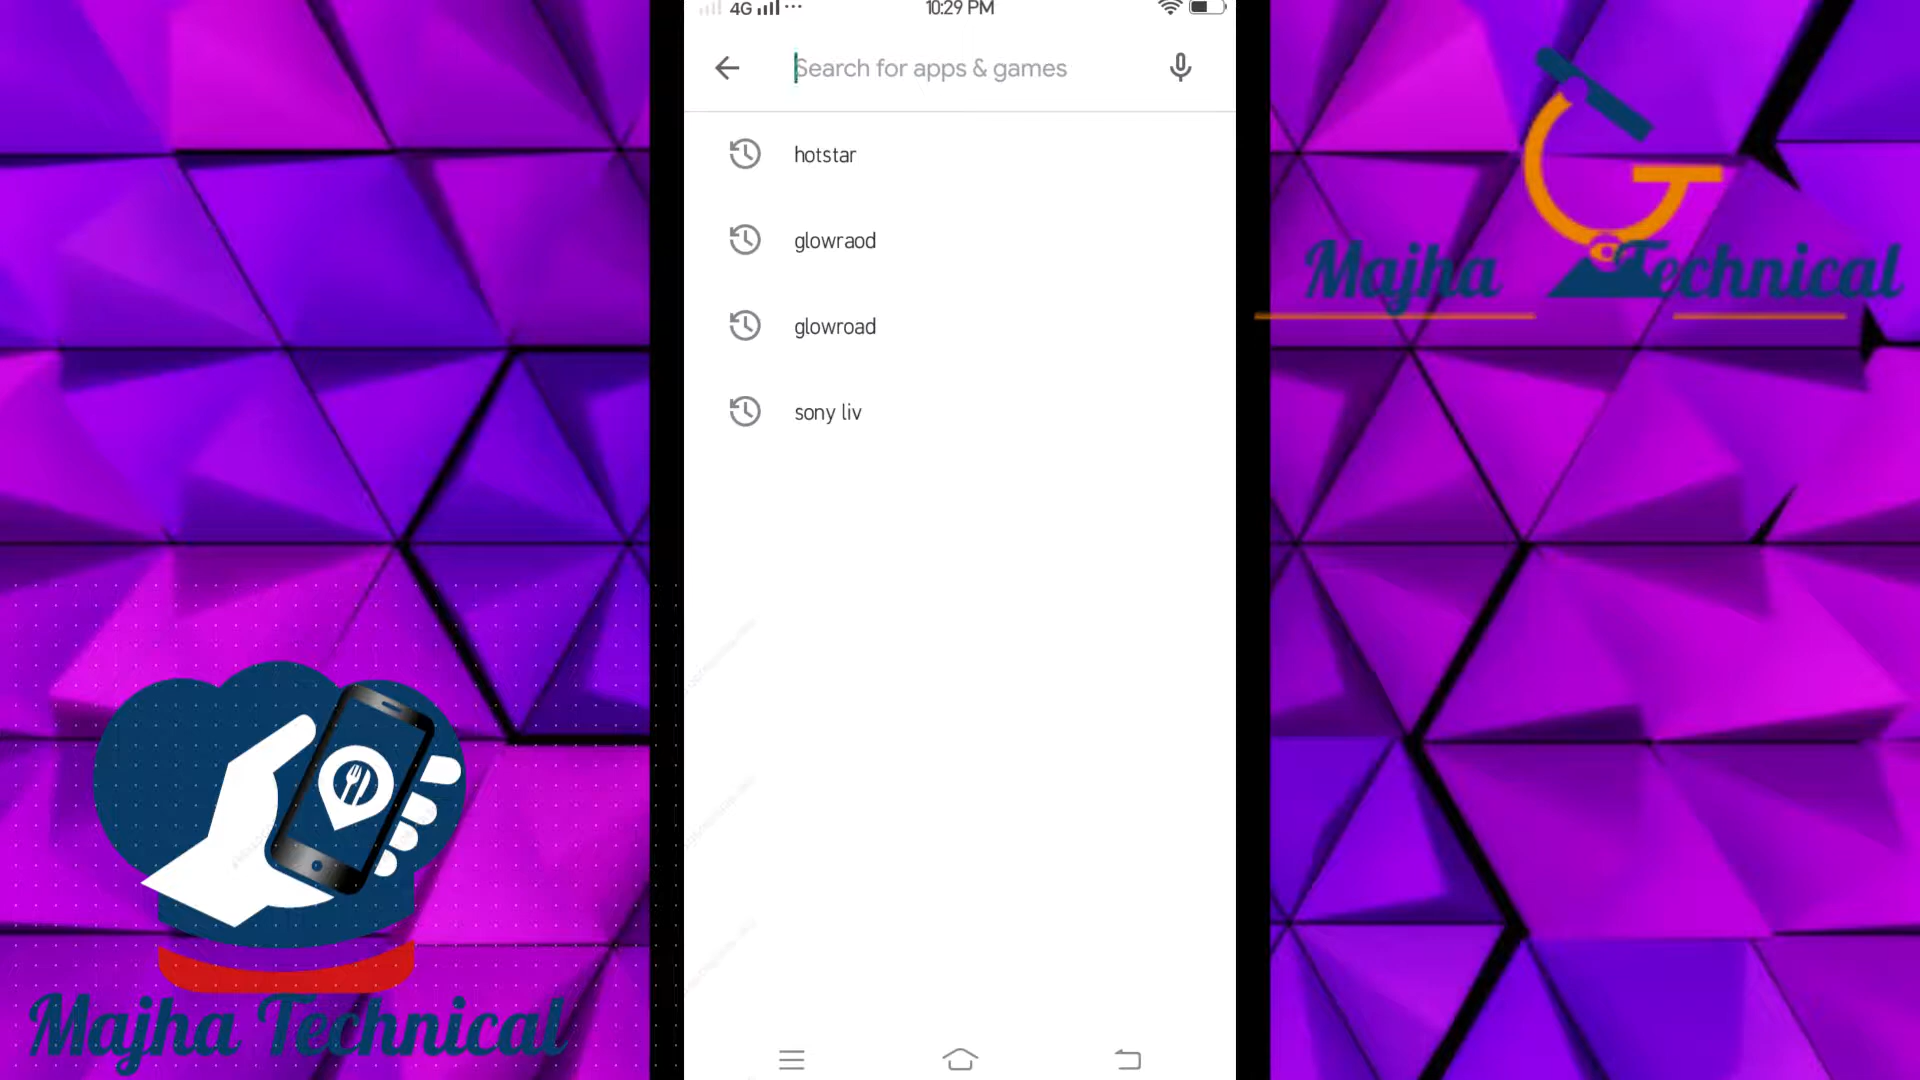 4G
10:29 PM
Search for apps & games
hotstar
glowraod
glowroad
sony liv
Majha Technical
Majha Technical